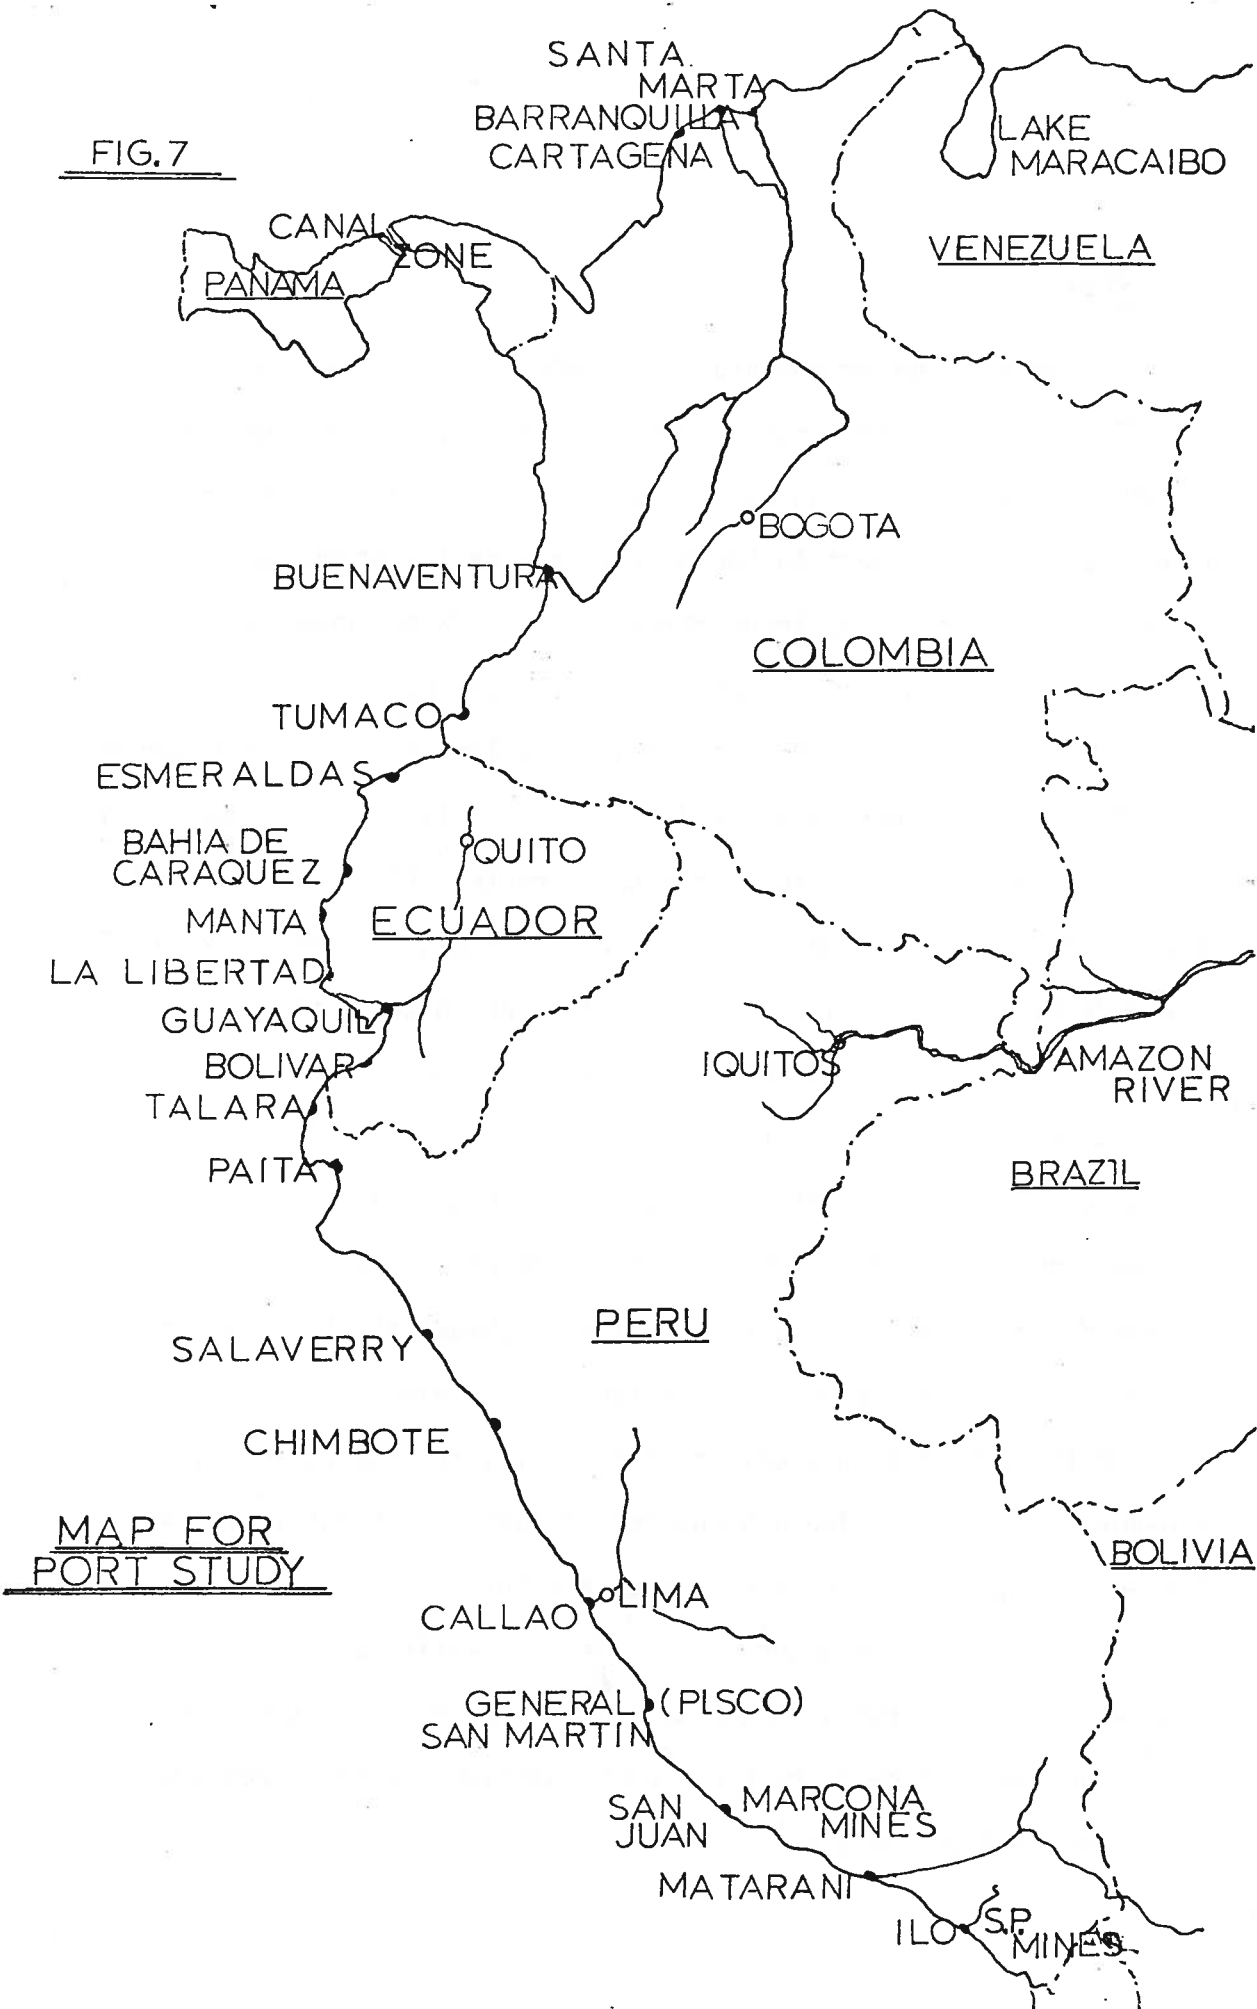 SANTA
MARTA
BARRANQUILLA
CARTAGENA
FIG. 7
LAKE
MARACAIBO
CANAL
ZONE
PANAMA
VENEZUELA
BOGOTA
BUENAVENTURA
COLOMBIA
TUMACO
ESMERALDAS
BAHIA DE
CARAQUEZ
QUITO
MANTA
ECUADOR
LA LIBERTAD
GUAYAQUIL
BOLIVAR
IQUITOS
AMAZON
RIVER
TALARA
PAITA
BRAZIL
PERU
SALAVERRY
CHIMBOTE
MAP FOR
PORT STUDY
BOLIVIA
LIMA
CALLAO
GENERAL (PISCO)
SAN MARTIN
SAN
JUAN
MARCONA
MINES
MATARANI
ILO
S.P.
MINES